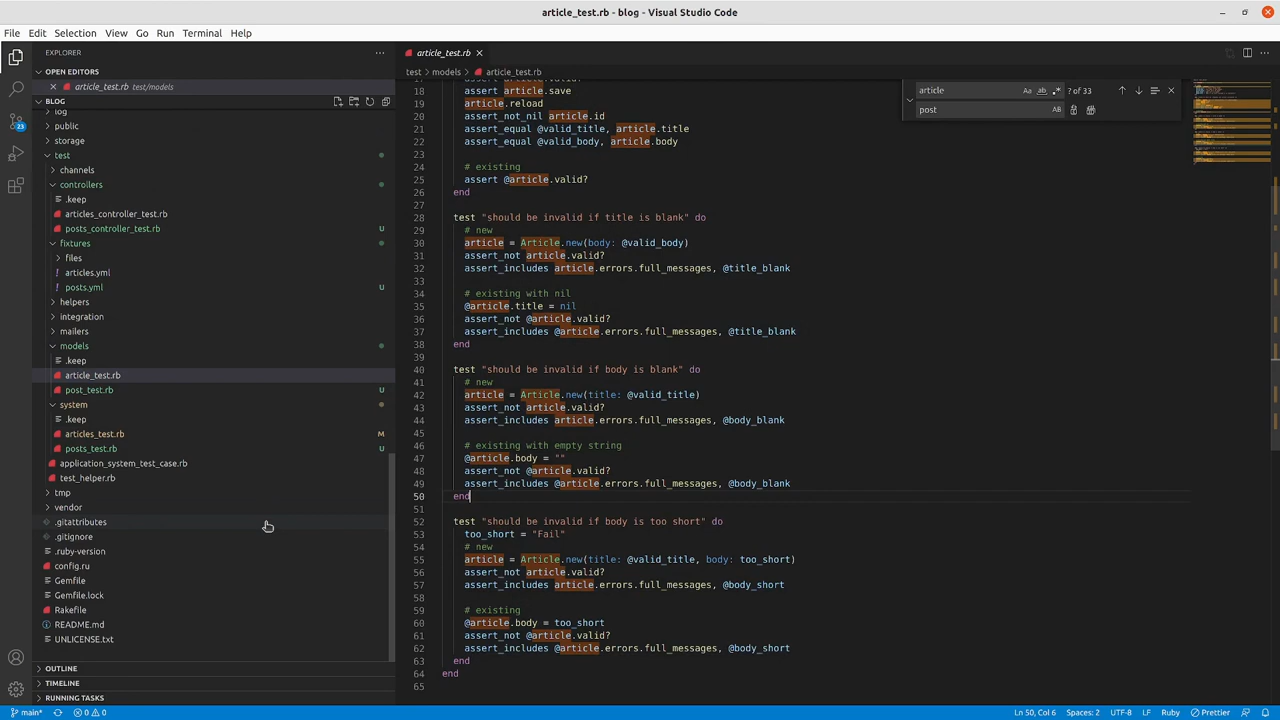 article_test.rb - blog - Visual Studio Code
File Edit Selection View Go Run Terminal Help
EXPLORER
OPEN EDITORS
article_test.rb test/models
BLOG
log
public
storage
test
channels
controllers
.keep
articles_controller_test.rb
posts_controller_test.rb U
fixtures
files
articles.yml
posts.yml U
helpers
integration
mailers
models
.keep
article_test.rb
post_test.rb U
system
.keep
articles_test.rb M
posts_test.rb U
application_system_test_case.rb
test_helper.rb
tmp
vendor
.gitattributes
.gitignore
.ruby-version
config.ru
Gemfile
Gemfile.lock
Rakefile
README.md
UNLICENSE.txt
OUTLINE
TIMELINE
RUNNING TASKS
23
article_test.rb
test > models > article_test.rb
article Aa ab .* ? of 33
post AB
17
18 assert article.save
19 article.reload
20 assert_not_nil article.id
21 assert_equal @valid_title, article.title
22 assert_equal @valid_body, article.body
23
24 # existing
25 assert @article.valid?
26 end
27
28 test "should be invalid if title is blank" do
29 # new
30 article = Article.new(body: @valid_body)
31 assert_not article.valid?
32 assert_includes article.errors.full_messages, @title_blank
33
34 # existing with nil
35 @article.title = nil
36 assert_not @article.valid?
37 assert_includes @article.errors.full_messages, @title_blank
38 end
39
40 test "should be invalid if body is blank" do
41 # new
42 article = Article.new(title: @valid_title)
43 assert_not article.valid?
44 assert_includes article.errors.full_messages, @body_blank
45
46 # existing with empty string
47 @article.body = ""
48 assert_not @article.valid?
49 assert_includes @article.errors.full_messages, @body_blank
50 end
51
52 test "should be invalid if body is too short" do
53 too_short = "Fail"
54 # new
55 article = Article.new(title: @valid_title, body: too_short)
56 assert_not article.valid?
57 assert_includes article.errors.full_messages, @body_short
58
59 # existing
60 @article.body = too_short
61 assert_not @article.valid?
62 assert_includes @article.errors.full_messages, @body_short
63 end
64 end
65
main* 0 0 Ln 50, Col 6 Spaces: 2 UTF-8 LF Ruby Prettier